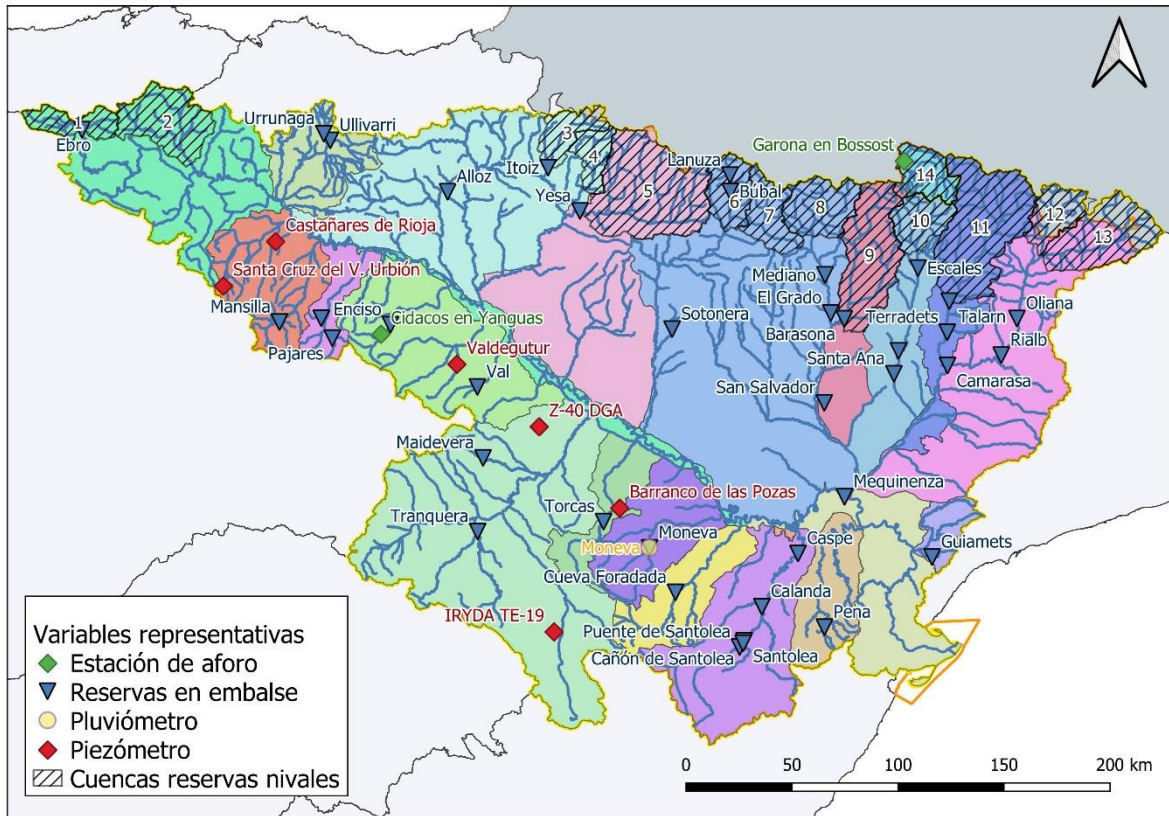 1
2
Ebro
Urrunaga
Ullivarri
3
4
Itoiz
Alloz
Yesa
5
Lanuza
Búbal
6
7
8
9
Garona en Bossost
14
10
11
12
13
Castañares de Rioja
Santa Cruz del V. Urbión
Mansilla
Enciso
Pajares
Cidacos en Yanguas
Valdegutur
Val
Sotonera
Mediano
El Grado
Barasona
Escales
Terradets
Talarn
Oliana
Rialb
Santa Ana
Camarasa
San Salvador
Z-40 DGA
Maidevera
Mequinenza
Barranco de las Pozas
Torcas
Tranquera
Moneva
Moneva
Caspe
Guiamets
Cueva Foradada
Calanda
Pena
IRYDA TE-19
Puente de Santolea
Cañón de Santolea
Santolea
Variables representativas
Estación de aforo
Reservas en embalse
Pluviómetro
Piezómetro
Cuencas reservas nivales
0 50 100 150 200 km